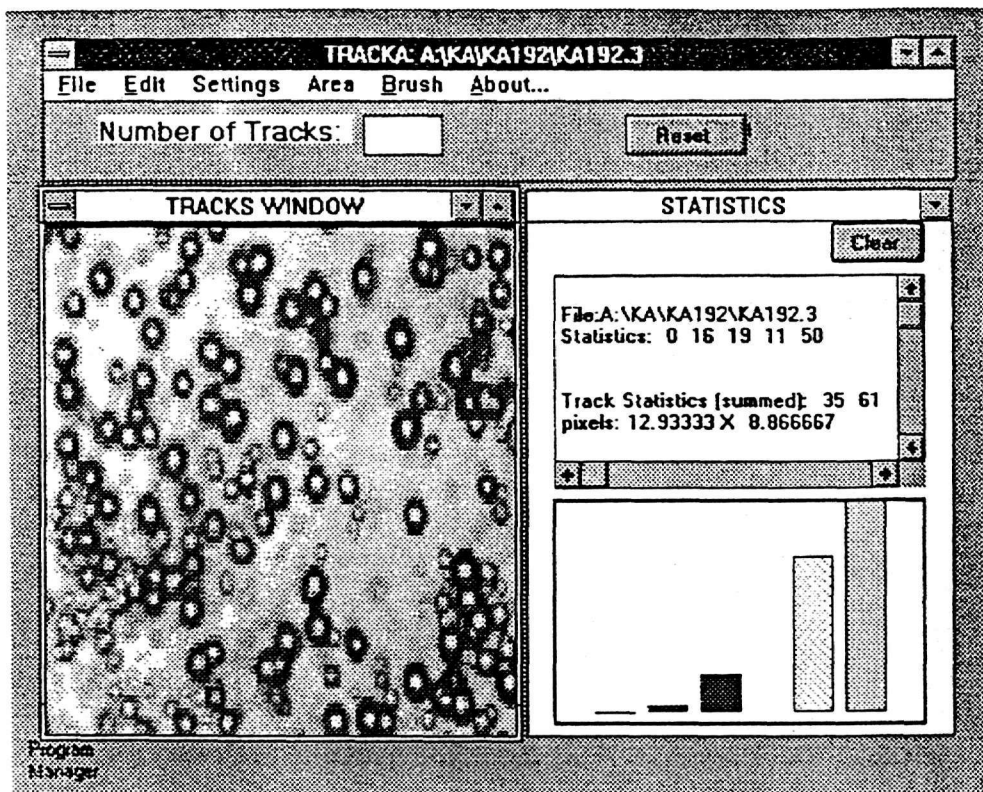 TRACKA: A:\KA\KA192\KA192.3
File Edit Settings Area Brush About...
Number of Tracks:
Reset
TRACKS WINDOW
STATISTICS
Clear
File:A:\KA\KA192\KA192.3
Statistics: 0 16 19 11 50
Track Statistics (summed): 35 61
pixels: 12.93333 X 8.866667
Program
Manager